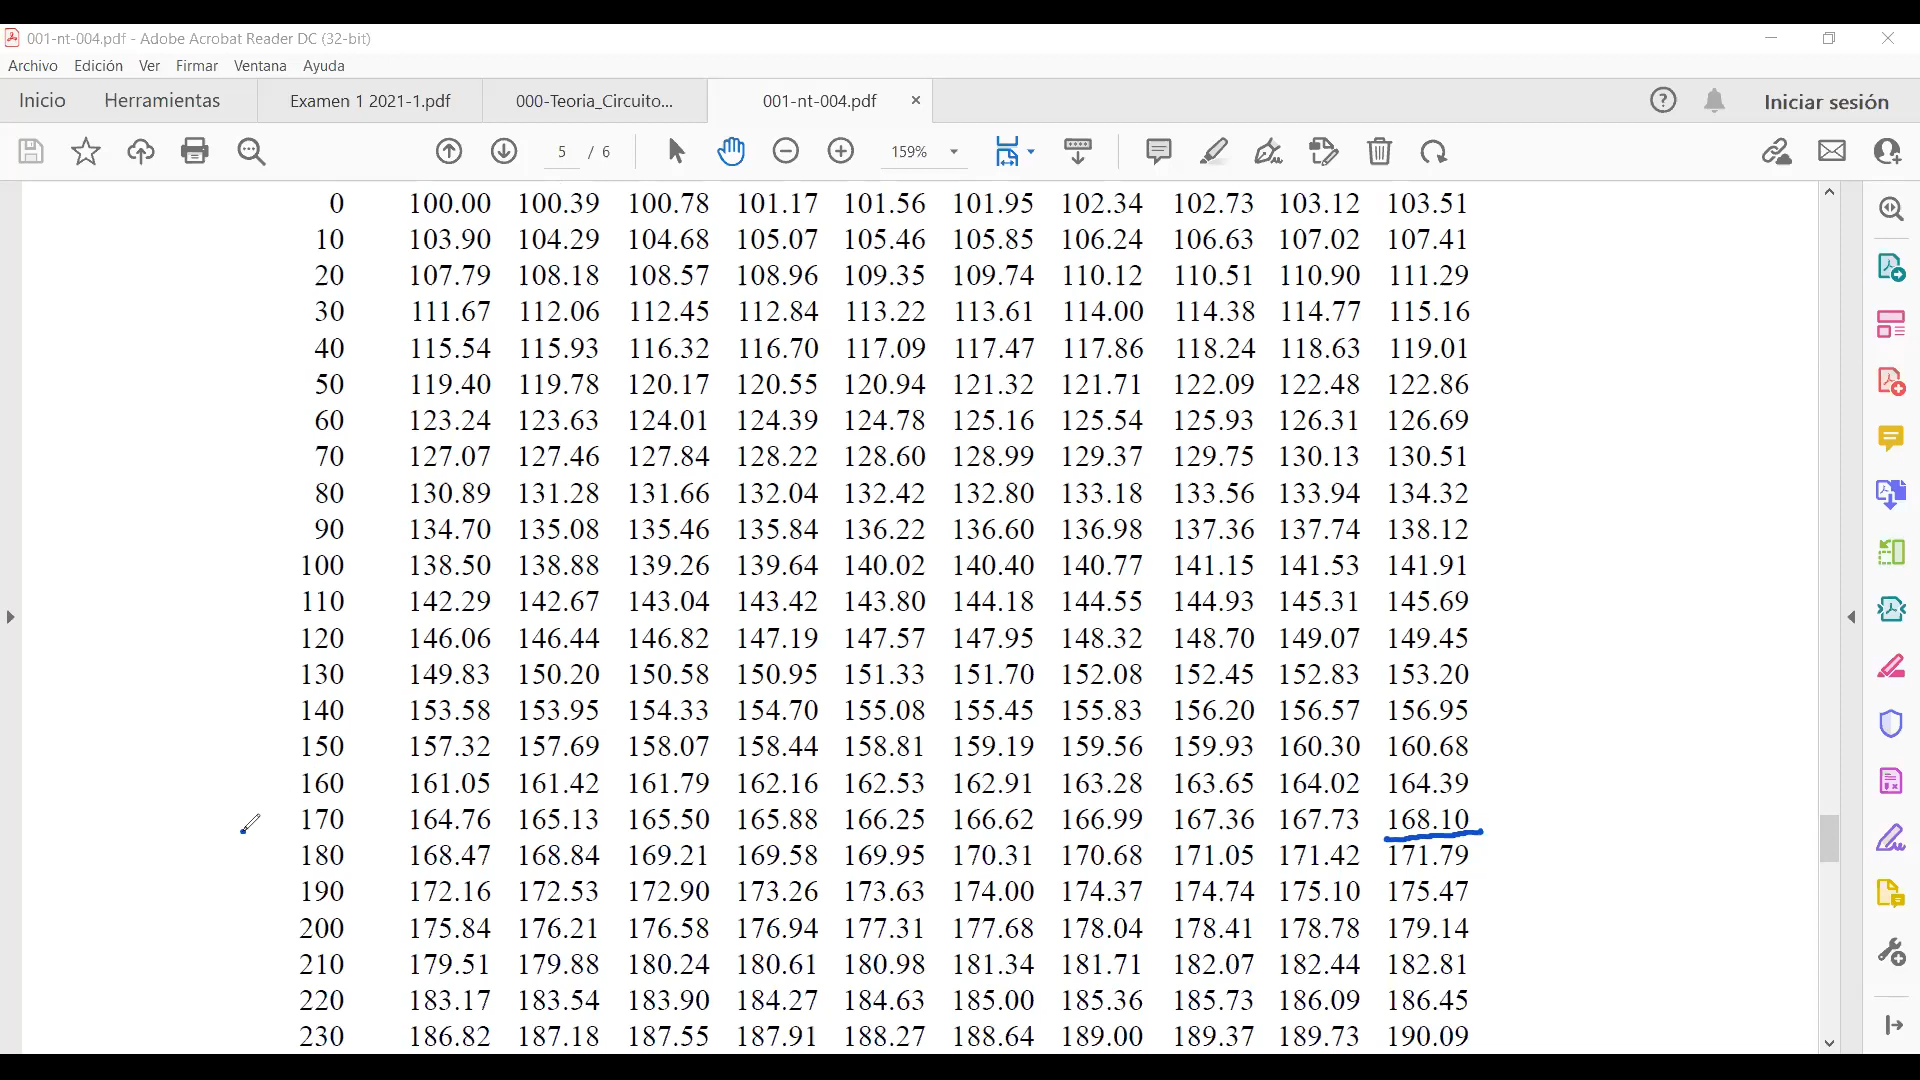 001-nt-004.pdf - Adobe Acrobat Reader DC (32-bit)
Archivo Edición Ver Firmar Ventana Ayuda
Inicio Herramientas Examen 1 2021-1.pdf 000-Teoria_Circuito... 001-nt-004.pdf × Iniciar sesión
5 / 6 159%
0 100.00 100.39 100.78 101.17 101.56 101.95 102.34 102.73 103.12 103.51
10 103.90 104.29 104.68 105.07 105.46 105.85 106.24 106.63 107.02 107.41
20 107.79 108.18 108.57 108.96 109.35 109.74 110.12 110.51 110.90 111.29
30 111.67 112.06 112.45 112.84 113.22 113.61 114.00 114.38 114.77 115.16
40 115.54 115.93 116.32 116.70 117.09 117.47 117.86 118.24 118.63 119.01
50 119.40 119.78 120.17 120.55 120.94 121.32 121.71 122.09 122.48 122.86
60 123.24 123.63 124.01 124.39 124.78 125.16 125.54 125.93 126.31 126.69
70 127.07 127.46 127.84 128.22 128.60 128.99 129.37 129.75 130.13 130.51
80 130.89 131.28 131.66 132.04 132.42 132.80 133.18 133.56 133.94 134.32
90 134.70 135.08 135.46 135.84 136.22 136.60 136.98 137.36 137.74 138.12
100 138.50 138.88 139.26 139.64 140.02 140.40 140.77 141.15 141.53 141.91
110 142.29 142.67 143.04 143.42 143.80 144.18 144.55 144.93 145.31 145.69
120 146.06 146.44 146.82 147.19 147.57 147.95 148.32 148.70 149.07 149.45
130 149.83 150.20 150.58 150.95 151.33 151.70 152.08 152.45 152.83 153.20
140 153.58 153.95 154.33 154.70 155.08 155.45 155.83 156.20 156.57 156.95
150 157.32 157.69 158.07 158.44 158.81 159.19 159.56 159.93 160.30 160.68
160 161.05 161.42 161.79 162.16 162.53 162.91 163.28 163.65 164.02 164.39
170 164.76 165.13 165.50 165.88 166.25 166.62 166.99 167.36 167.73 168.10
180 168.47 168.84 169.21 169.58 169.95 170.31 170.68 171.05 171.42 171.79
190 172.16 172.53 172.90 173.26 173.63 174.00 174.37 174.74 175.10 175.47
200 175.84 176.21 176.58 176.94 177.31 177.68 178.04 178.41 178.78 179.14
210 179.51 179.88 180.24 180.61 180.98 181.34 181.71 182.07 182.44 182.81
220 183.17 183.54 183.90 184.27 184.63 185.00 185.36 185.73 186.09 186.45
230 186.82 187.18 187.55 187.91 188.27 188.64 189.00 189.37 189.73 190.09